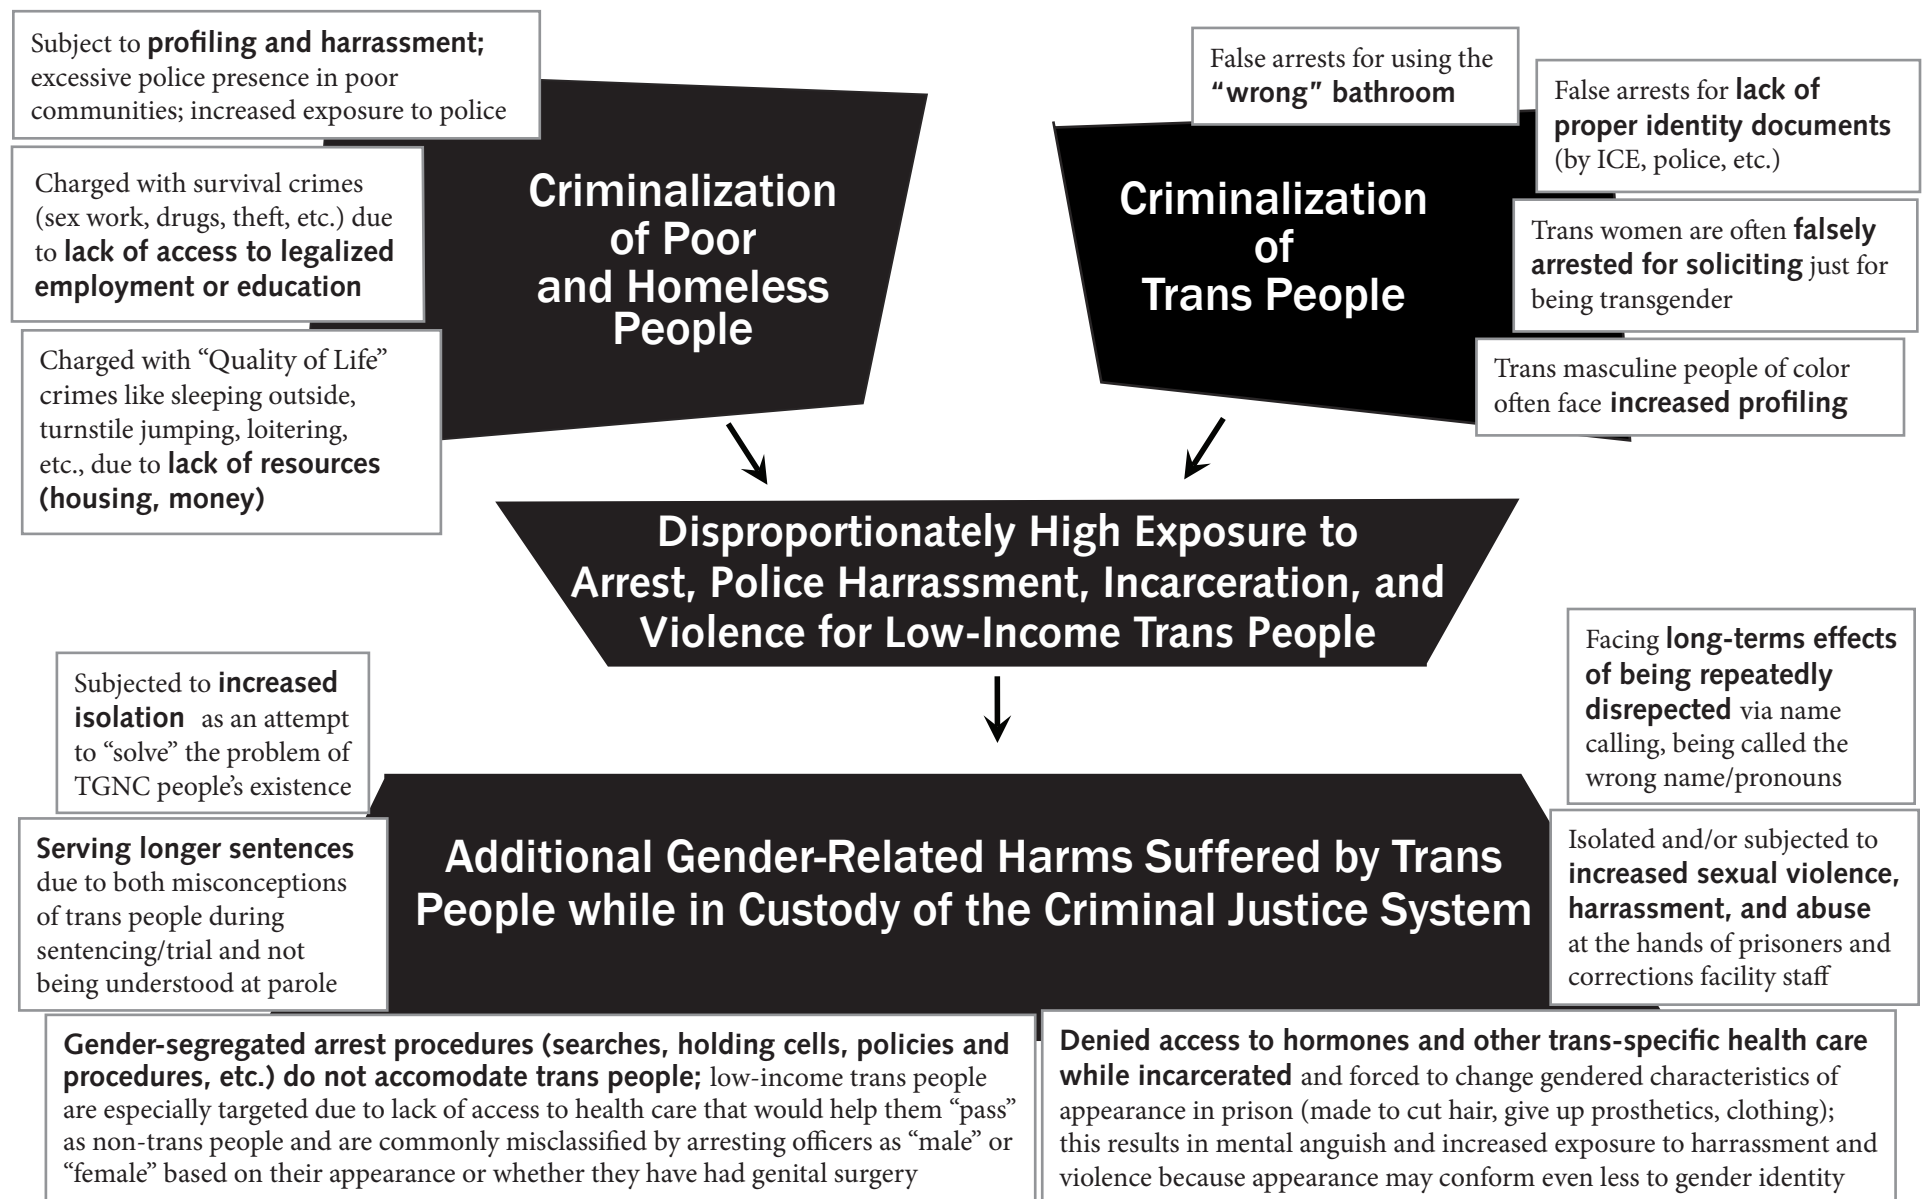 Subject to profiling and harrassment;
excessive police presence in poor
communities; increased exposure to police
Charged with survival crimes
(sex work, drugs, theft, etc.) due
to lack of access to legalized
employment or education
Charged with “Quality of Life”
crimes like sleeping outside,
turnstile jumping, loitering,
etc., due to lack of resources
(housing, money)
Criminalization
of Poor
and Homeless
People
False arrests for using the
“wrong” bathroom
False arrests for lack of
proper identity documents
(by ICE, police, etc.)
Criminalization
of
Trans People
Trans women are often falsely
arrested for soliciting just for
being transgender
Trans masculine people of color
often face increased profiling
Disproportionately High Exposure to
Arrest, Police Harrassment, Incarceration, and
Violence for Low-Income Trans People
Subjected to increased
isolation as an attempt
to “solve” the problem of
TGNC people’s existence
Serving longer sentences
due to both misconceptions
of trans people during
sentencing/trial and not
being understood at parole
Additional Gender-Related Harms Suffered by Trans
People while in Custody of the Criminal Justice System
Facing long-terms effects
of being repeatedly
disrepected via name
calling, being called the
wrong name/pronouns
Isolated and/or subjected to
increased sexual violence,
harrassment, and abuse
at the hands of prisoners and
corrections facility staff
Gender-segregated arrest procedures (searches, holding cells, policies and
procedures, etc.) do not accomodate trans people; low-income trans people
are especially targeted due to lack of access to health care that would help them “pass”
as non-trans people and are commonly misclassified by arresting officers as “male” or
“female” based on their appearance or whether they have had genital surgery
Denied access to hormones and other trans-specific health care
while incarcerated and forced to change gendered characteristics of
appearance in prison (made to cut hair, give up prosthetics, clothing);
this results in mental anguish and increased exposure to harrassment and
violence because appearance may conform even less to gender identity